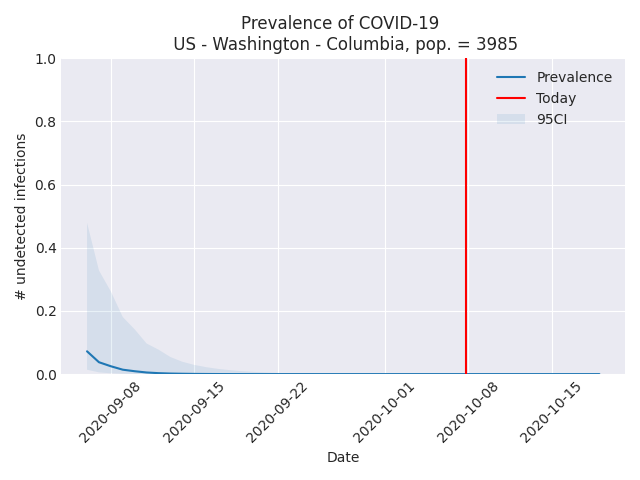 Prevalence of COVID-19
US - Washington - Columbia, pop. = 3985
1.0
0.8
0.6
0.4
0.2
0.0
# undetected infections
Prevalence
Today
95CI
2020-09-08
2020-09-15
2020-09-22
2020-10-01
2020-10-08
2020-10-15
Date